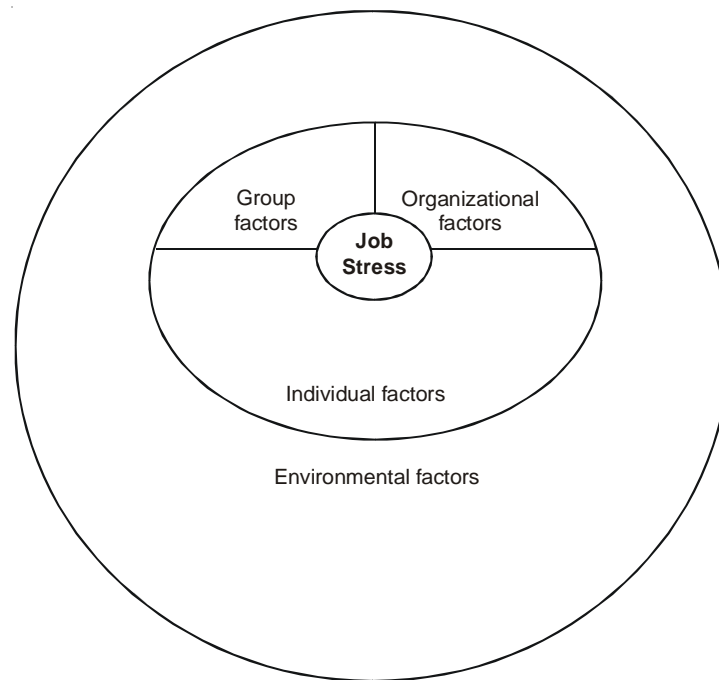 Group
factors
Organizational
factors
Job
Stress
Individual factors
Environmental factors